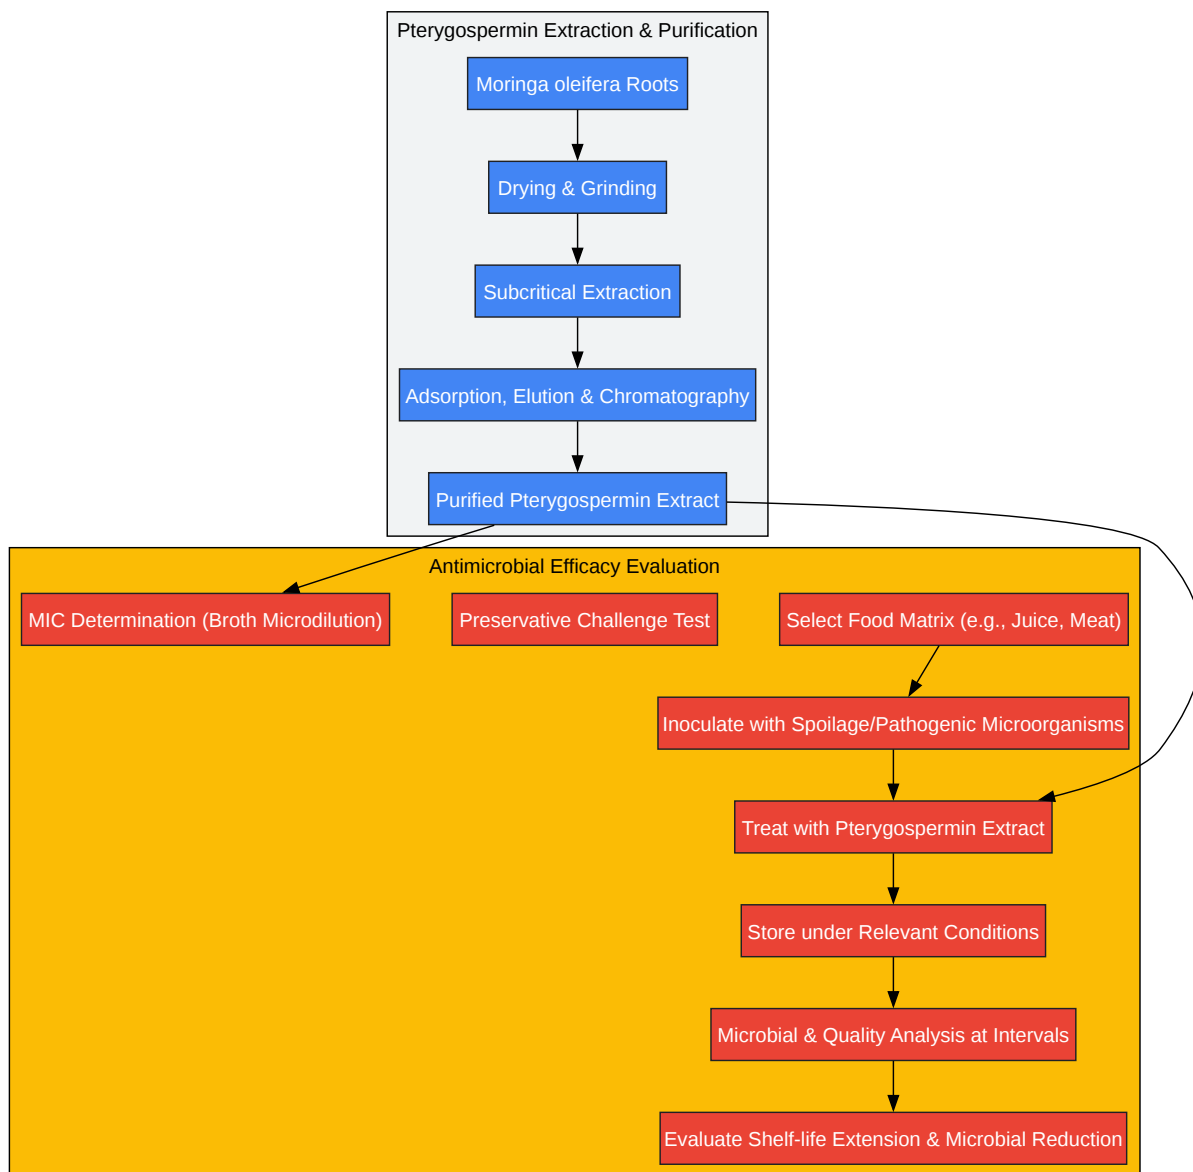 Pterygospermin Extraction & Purification
Moringa oleifera Roots
Drying & Grinding
Subcritical Extraction
Adsorption, Elution & Chromatography
Purified Pterygospermin Extract
Antimicrobial Efficacy Evaluation
MIC Determination (Broth Microdilution)
Preservative Challenge Test
Select Food Matrix (e.g., Juice, Meat)
Inoculate with Spoilage/Pathogenic Microorganisms
Treat with Pterygospermin Extract
Store under Relevant Conditions
Microbial & Quality Analysis at Intervals
Evaluate Shelf-life Extension & Microbial Reduction